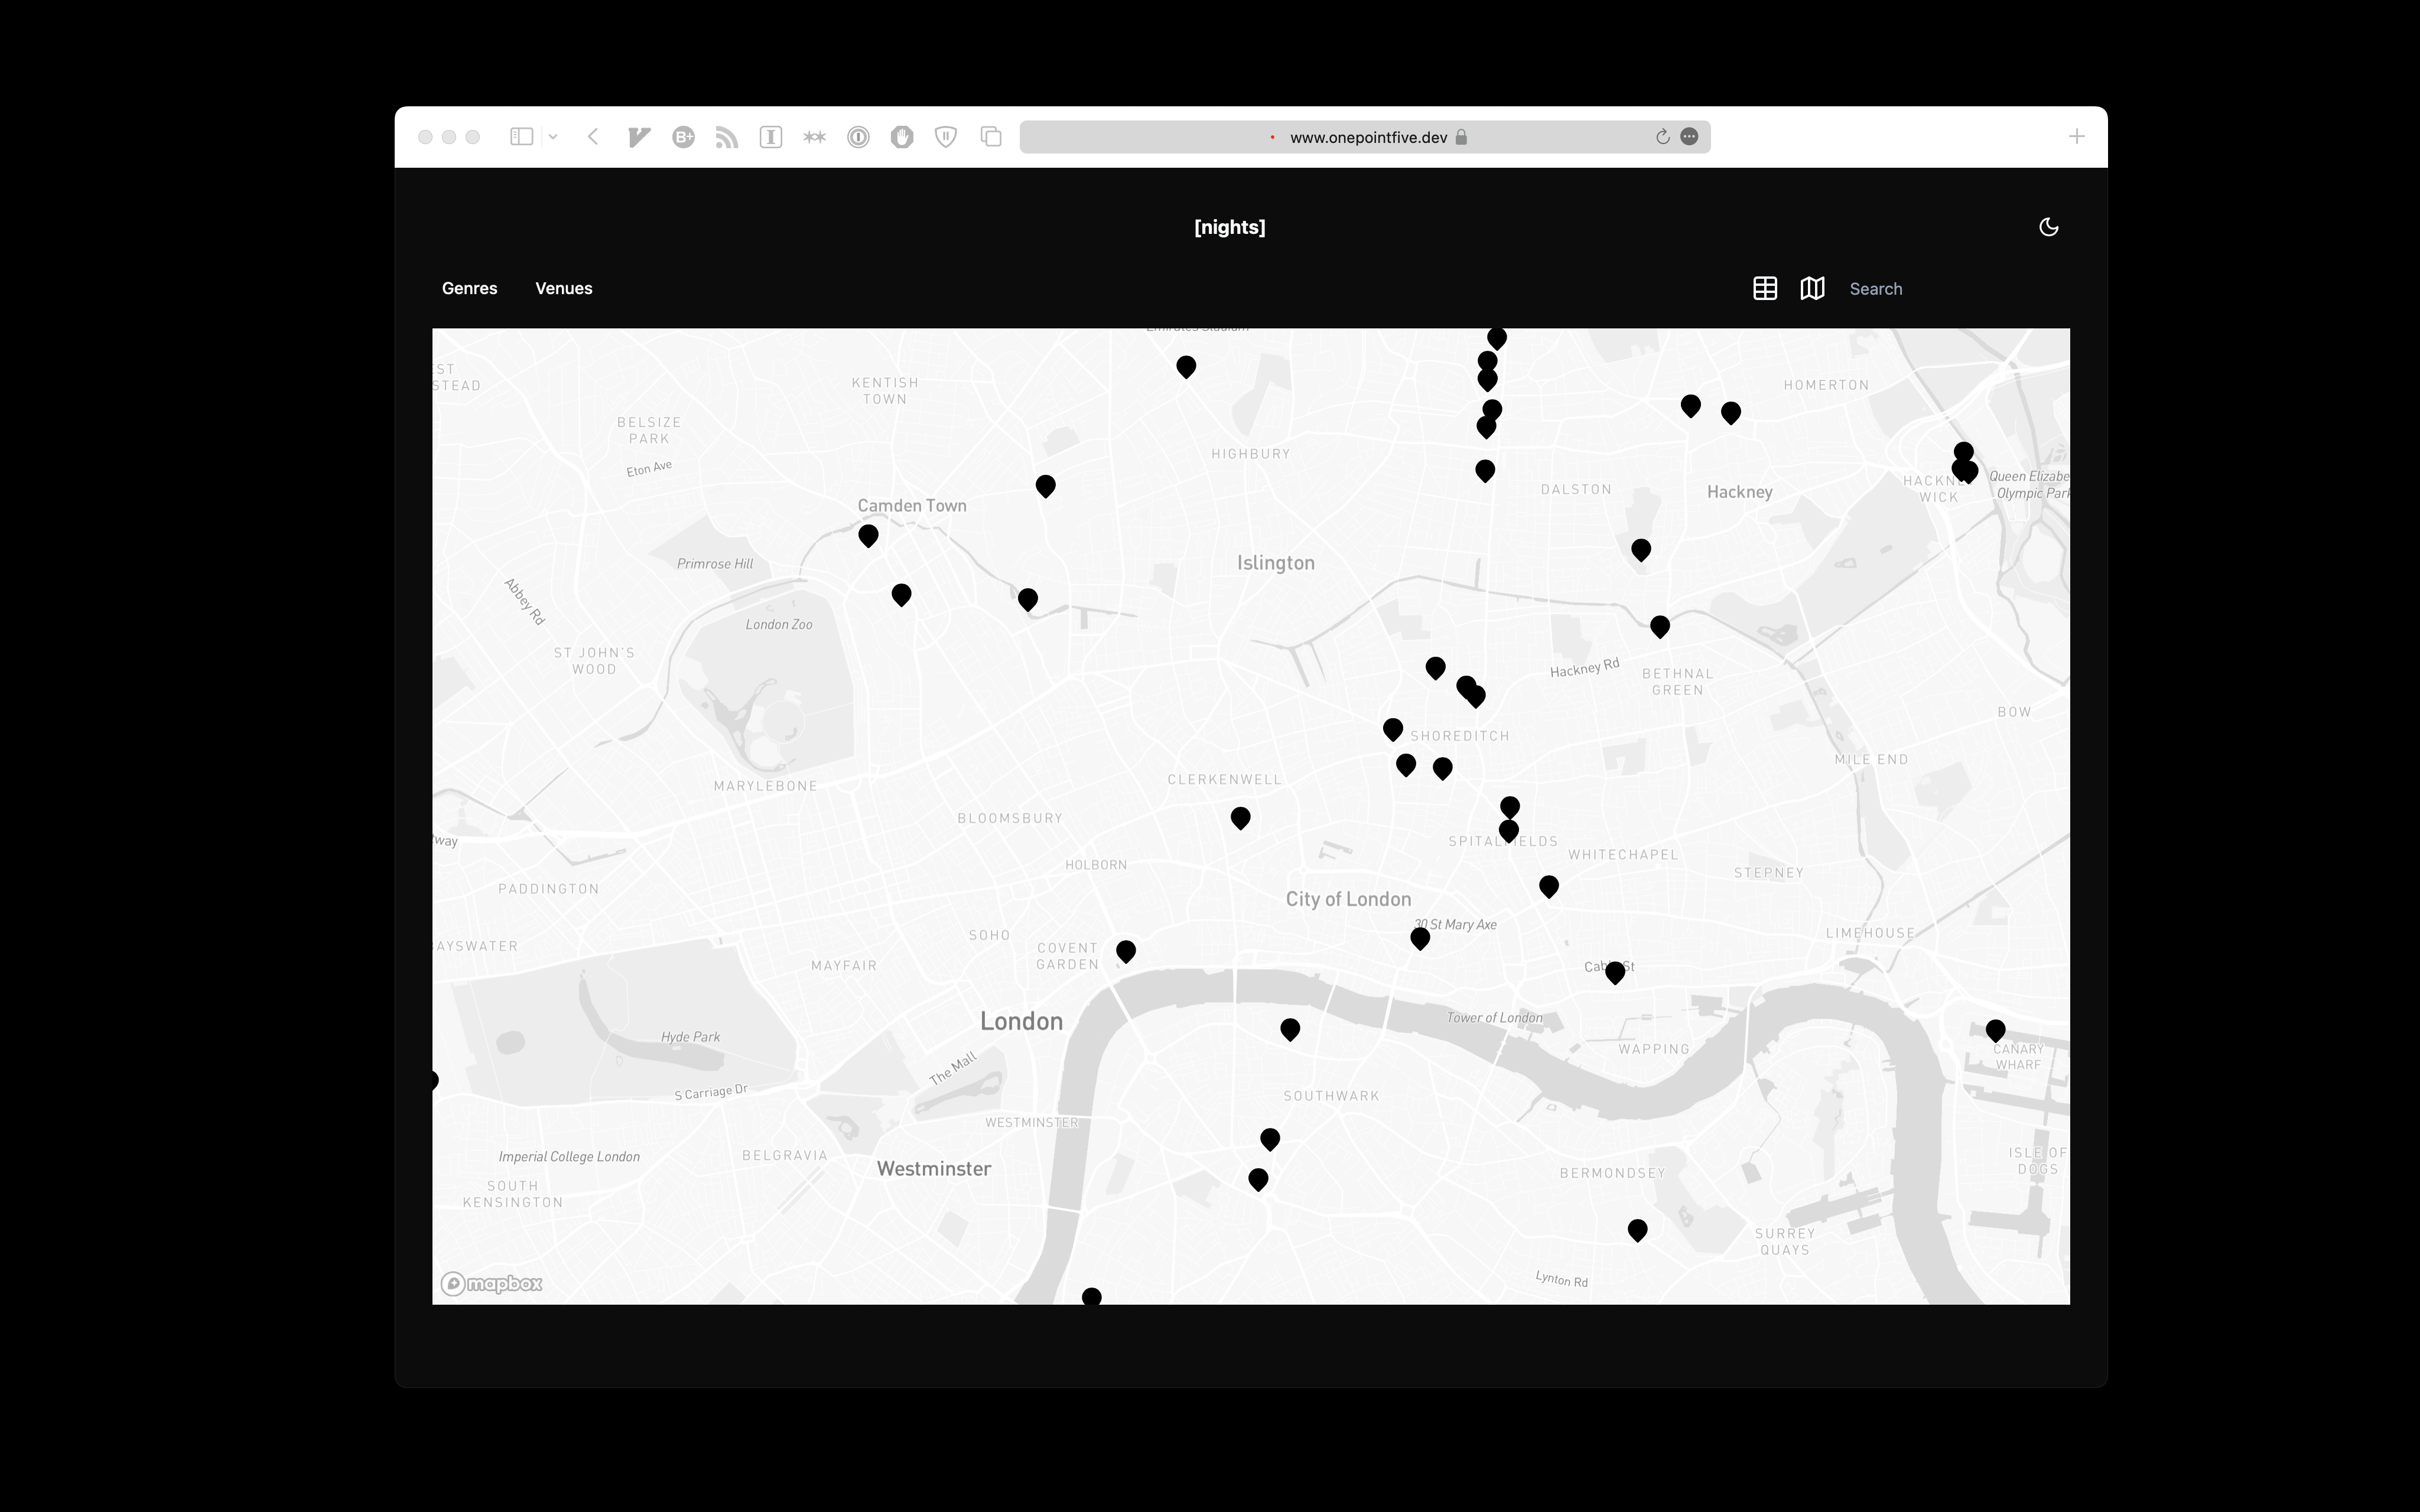 www.onepointfive.dev
[nights]
Genres Venues Search
Emirates Stadium
KENTISH
TOWN
HOMERTON
BELSIZE
PARK
Eton Ave
HIGHBURY
Camden Town
DALSTON
Hackney
WICK
Queen Elizabe
Olympic Park
Primrose Hill
Islington
Abbey Rd
London Zoo
ST JOHN'S
WOOD
Hackney Rd
BETHNAL
GREEN
BOW
SHOREDITCH
MILE END
MARYLEBONE
CLERKENWELL
BLOOMSBURY
way
SPITALFIELDS
WHITECHAPEL
HOLBORN
STEPNEY
PADDINGTON
City of London
30 St Mary Axe
AYSWATER
SOHO
COVENT
GARDEN
LIMEHOUSE
MAYFAIR
Cable St
London
Tower of London
Hyde Park
WAPPING
CANARY
WHARF
The Mall
S Carriage Dr
SOUTHWARK
WESTMINSTER
Imperial College London
BELGRAVIA
Westminster
BERMONDSEY
ISLE OF
DOGS
SOUTH
KENSINGTON
SURREY
QUAYS
Lynton Rd
mapbox